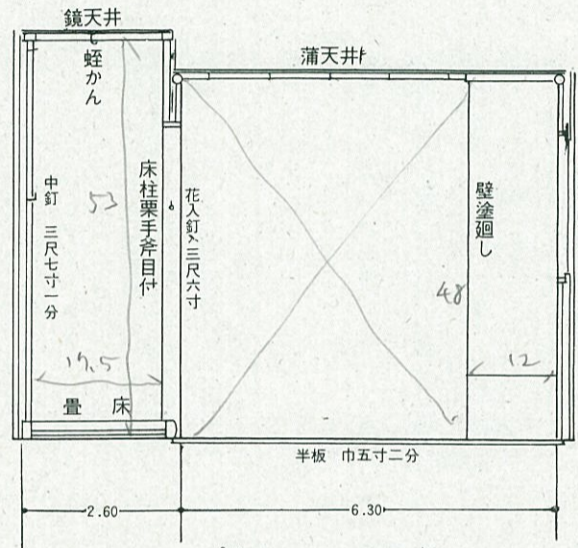 鏡天井
蛭かん
蒲天井
中釘 三尺七寸一分
53
床柱栗手斧目付
花入釘 三尺六寸
壁塗廻し
48
17.5
12
畳 床
半板 巾五寸二分
2.60
6.30